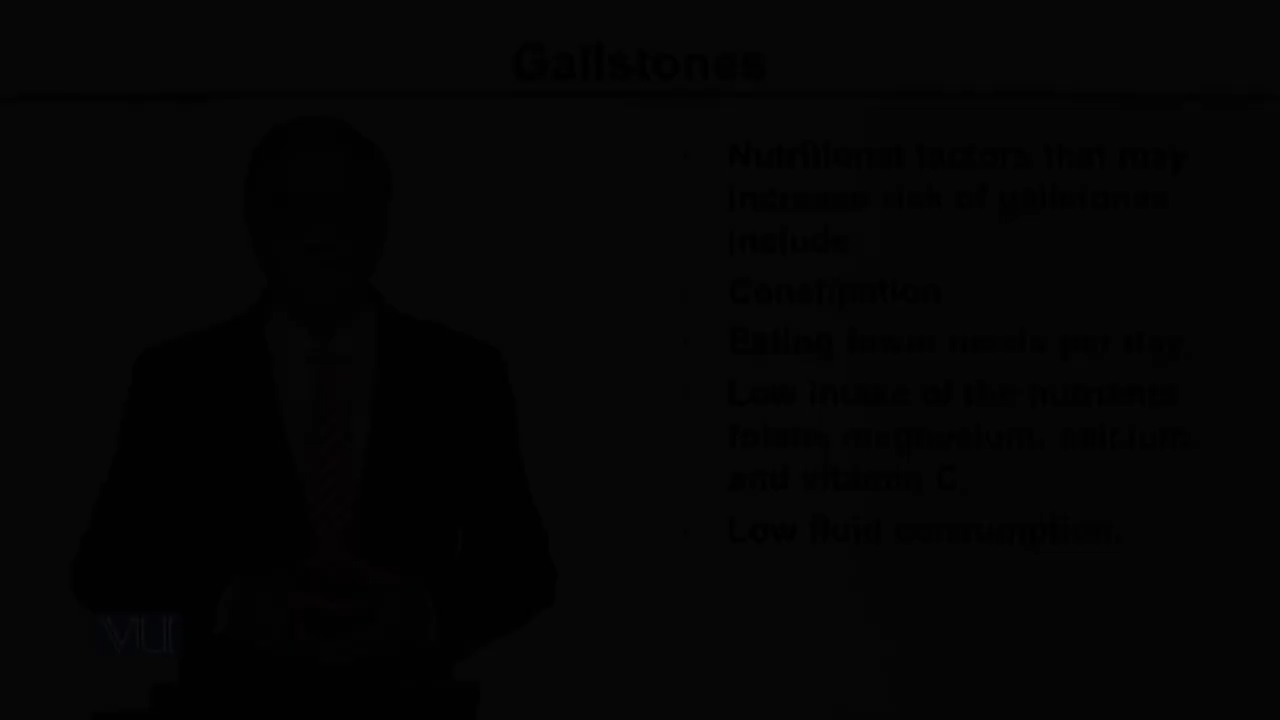 Gallstones
Nutritional factors that may
increase risk of gallstones
include
Constipation
Eating fewer meals per day.
Low intake of the nutrients
folate, magnesium, calcium,
and vitamin C.
Low fluid consumption.
VU